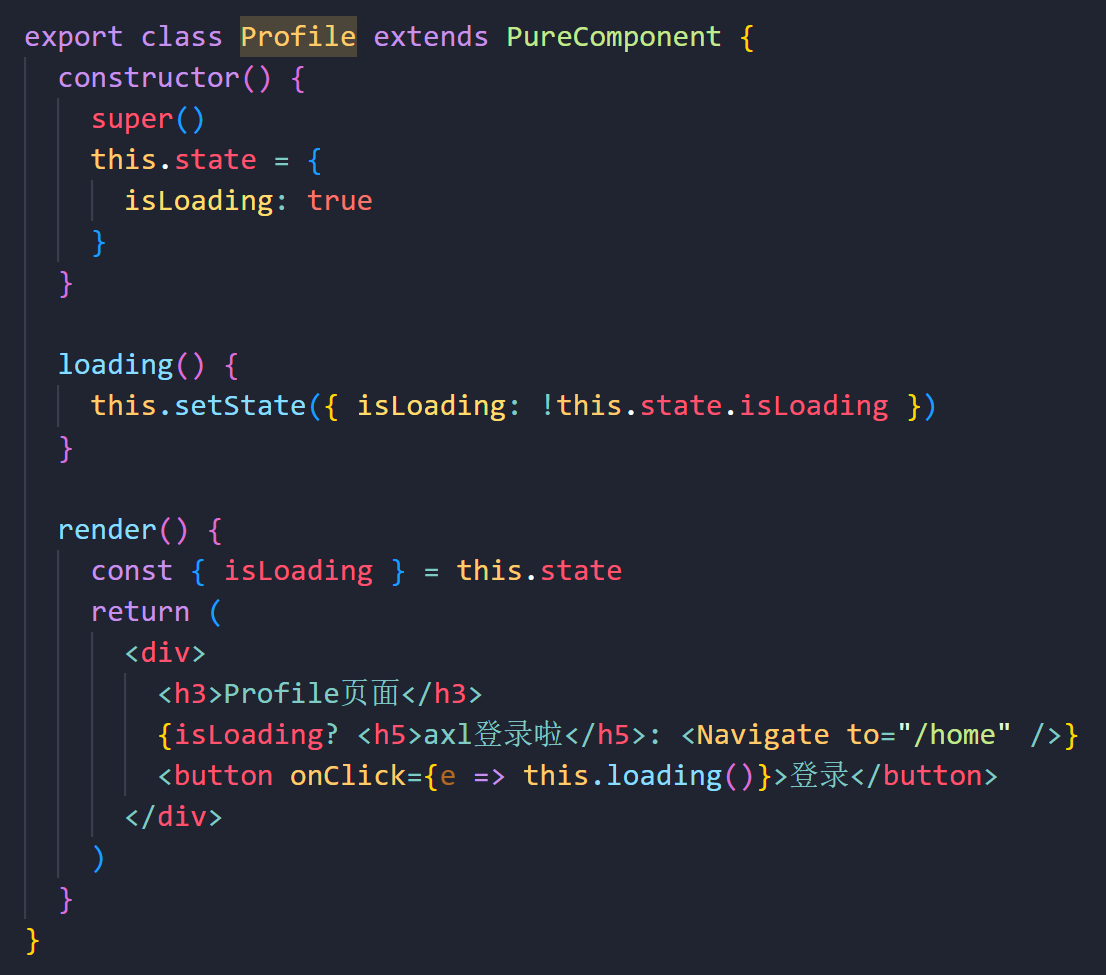 export class Profile extends PureComponent {
  constructor() {
    super()
    this.state = {
      isLoading: true
    }
  }

  loading() {
    this.setState({ isLoading: !this.state.isLoading })
  }

  render() {
    const { isLoading } = this.state
    return (
      <div>
        <h3>Profile页面</h3>
        {isLoading? <h5>axl登录啦</h5>: <Navigate to="/home" />}
        <button onClick={e => this.loading()}>登录</button>
      </div>
    )
  }
}